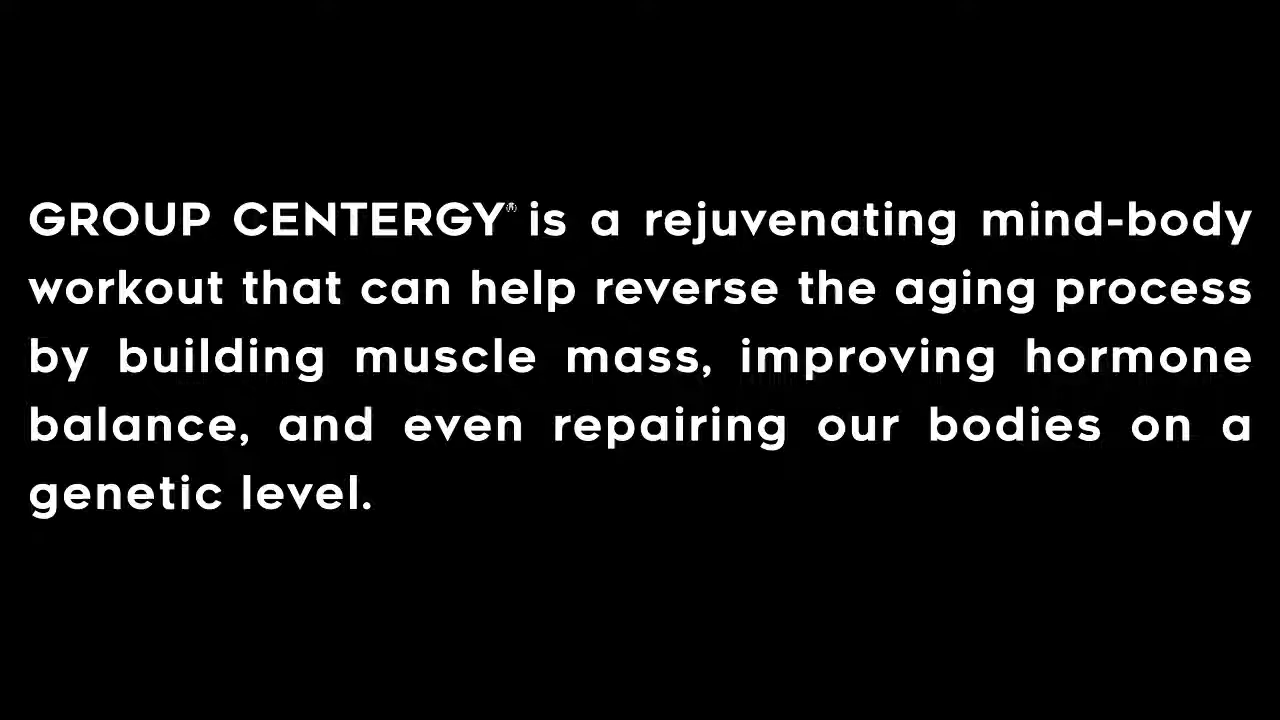 GROUP CENTERGY® is a rejuvenating mind-body
workout that can help reverse the aging process
by building muscle mass, improving hormone
balance, and even repairing our bodies on a
genetic level.